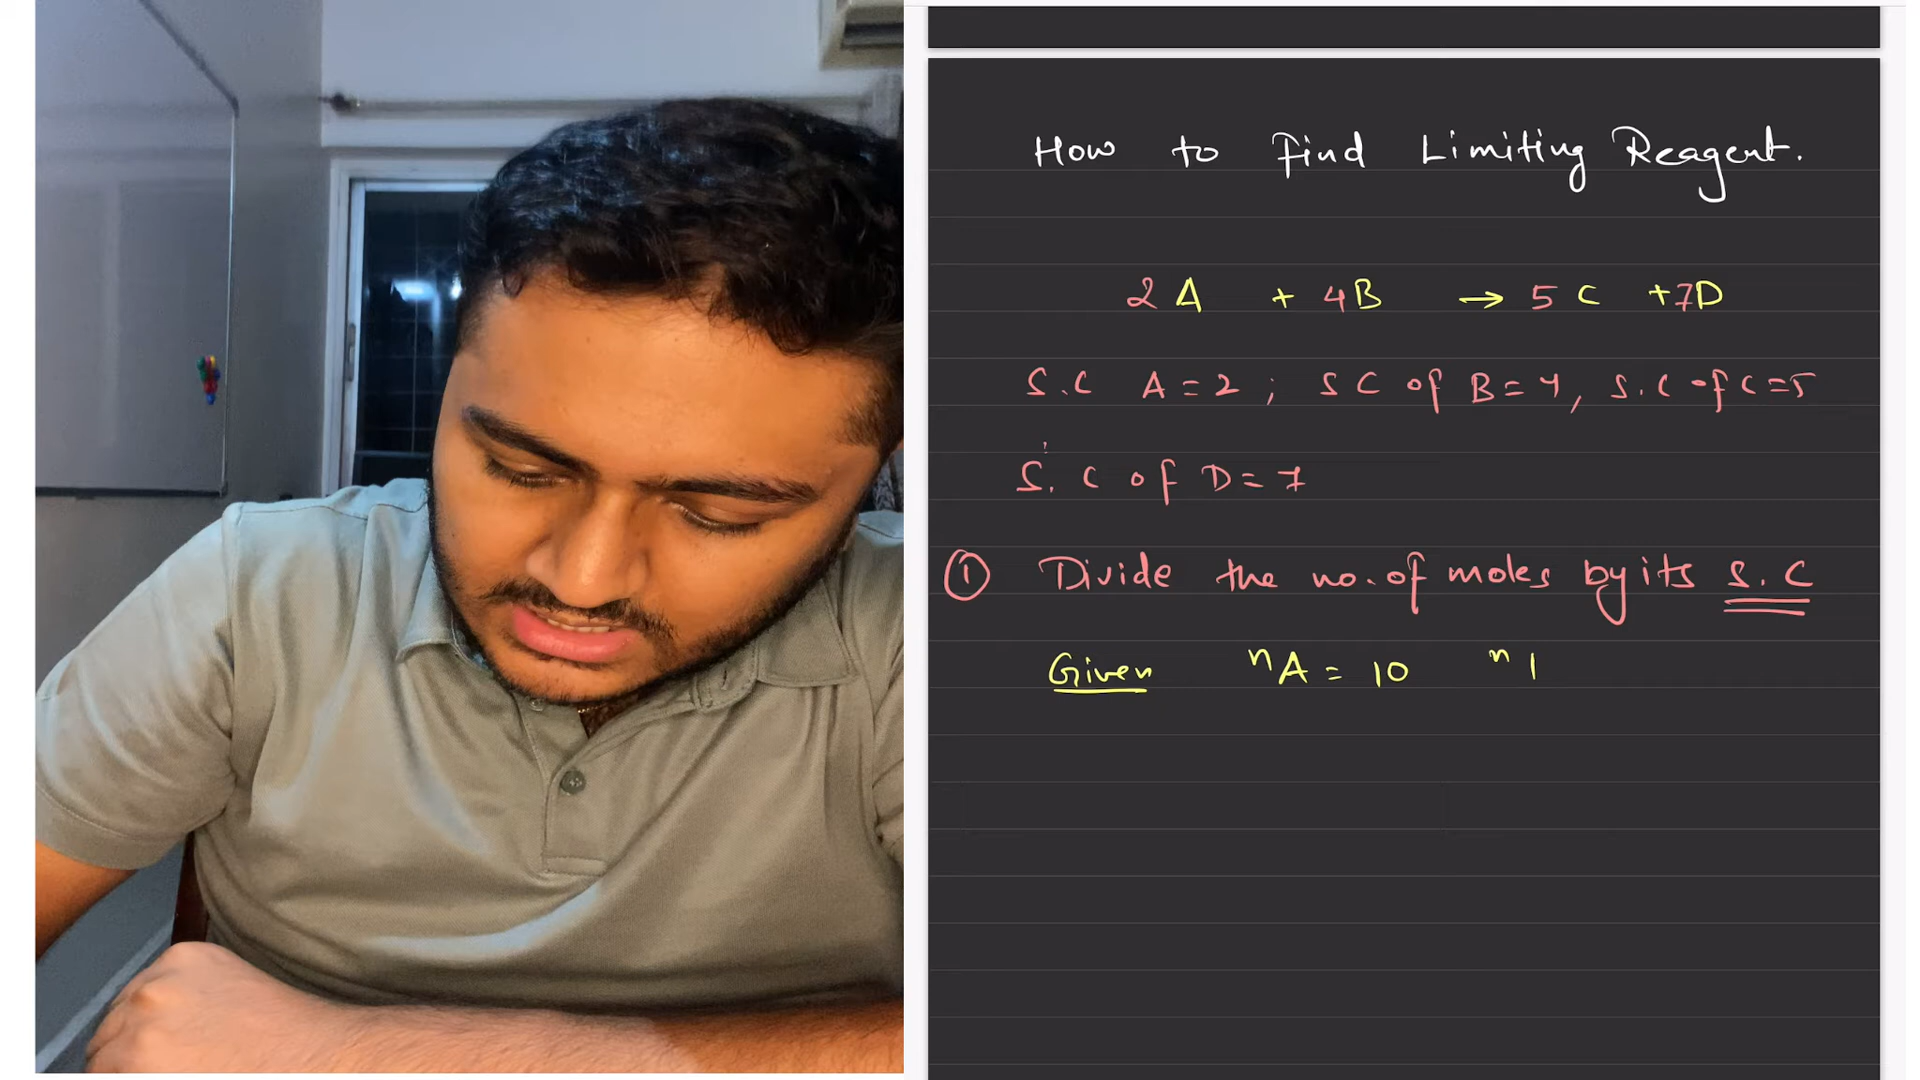 How to find Limiting Reagent.
2A + 4B → 5C +7D
S.C A = 2 ; SC of B = 4, S.C of C = 5
S. C of D = 7
① Divide the no. of moles by its S.C
Given nA = 10 n